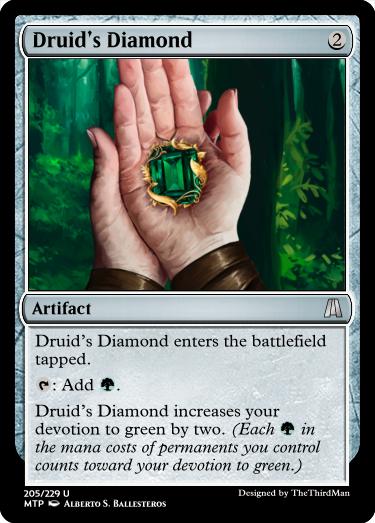 Druid's Diamond 2
Artifact
Druid's Diamond enters the battlefield
tapped.
: Add .
Druid's Diamond increases your
devotion to green by two. (Each in
the mana costs of permanents you control
counts toward your devotion to green.)
205/229 U
MTP Alberto S. Ballesteros
Designed by TheThirdMan